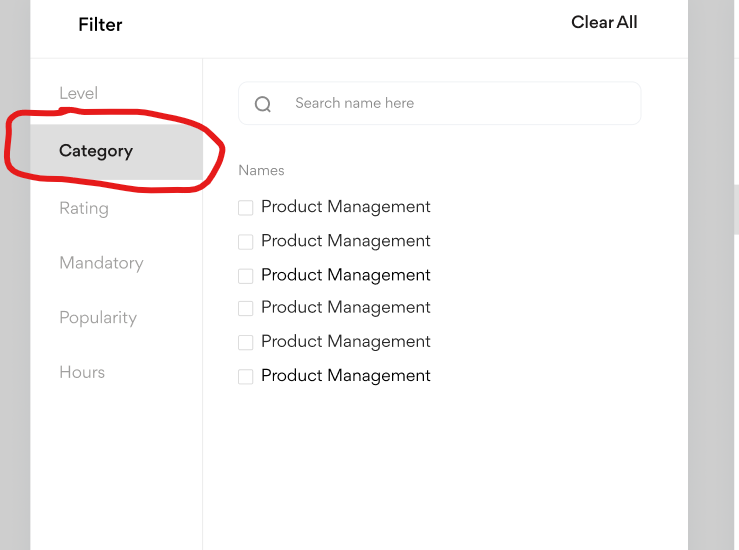 Filter
Clear All
Level
Category
Rating
Mandatory
Popularity
Hours
Search name here
Names
Product Management
Product Management
Product Management
Product Management
Product Management
Product Management